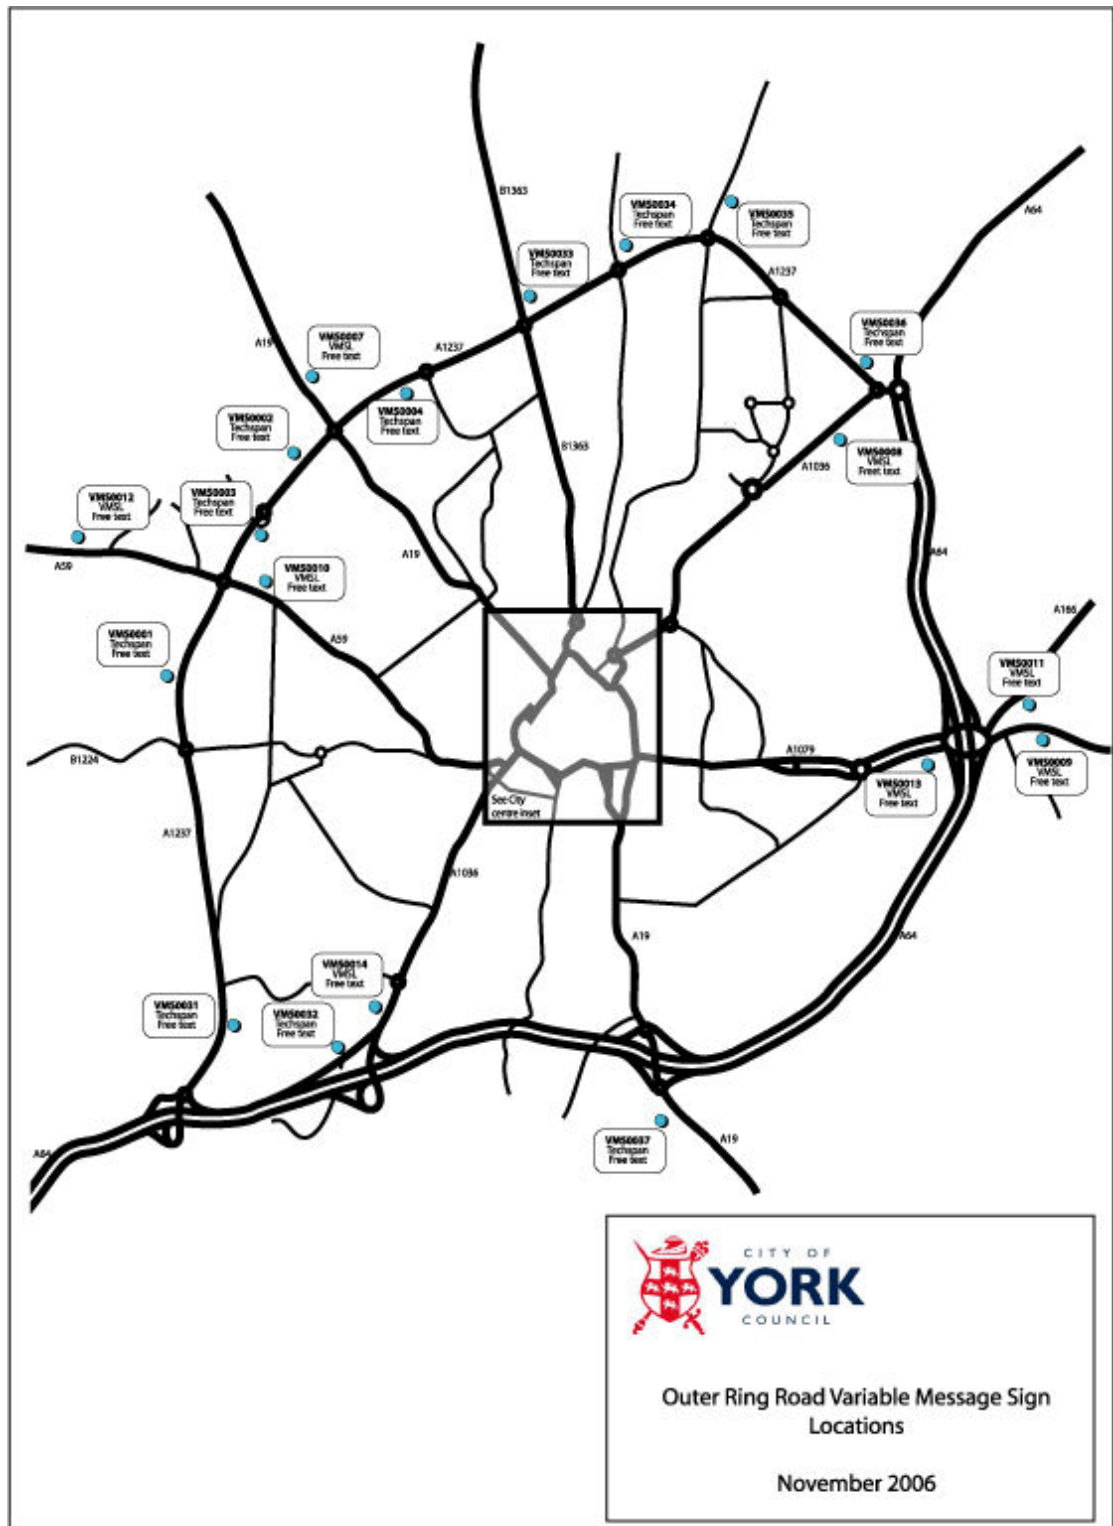 B1363
A64
VMS0034
Techspan
Free text
VMS0035
Techspan
Free text
VMS0033
Techspan
Free text
A1237
VMS0036
Techspan
Free text
A19
VMS0007
VMSL
Free text
A1237
VMS0004
Techspan
Free text
VMS0002
Techspan
Free text
B1363
VMS0008
VMSL
Freet text
A1036
VMS0012
VMSL
Free text
VMS0003
Techspan
Free text
A59
A19
A64
VMS0010
VMSL
Free text
A166
A59
VMS0001
Techspan
Free text
VMS0011
VMSL
Free text
B1224
A1079
VMS0009
VMSL
Free text
VMS0013
VMSL
Free text
See City
centre inset
A1237
A1036
A19
A64
VMS0014
VMSL
Free text
VMS0031
Techspan
Free text
VMS0032
Techspan
Free text
VMS0037
Techspan
Free text
A19
A64
CITY OF
YORK
COUNCIL
Outer Ring Road Variable Message Sign
Locations
November 2006